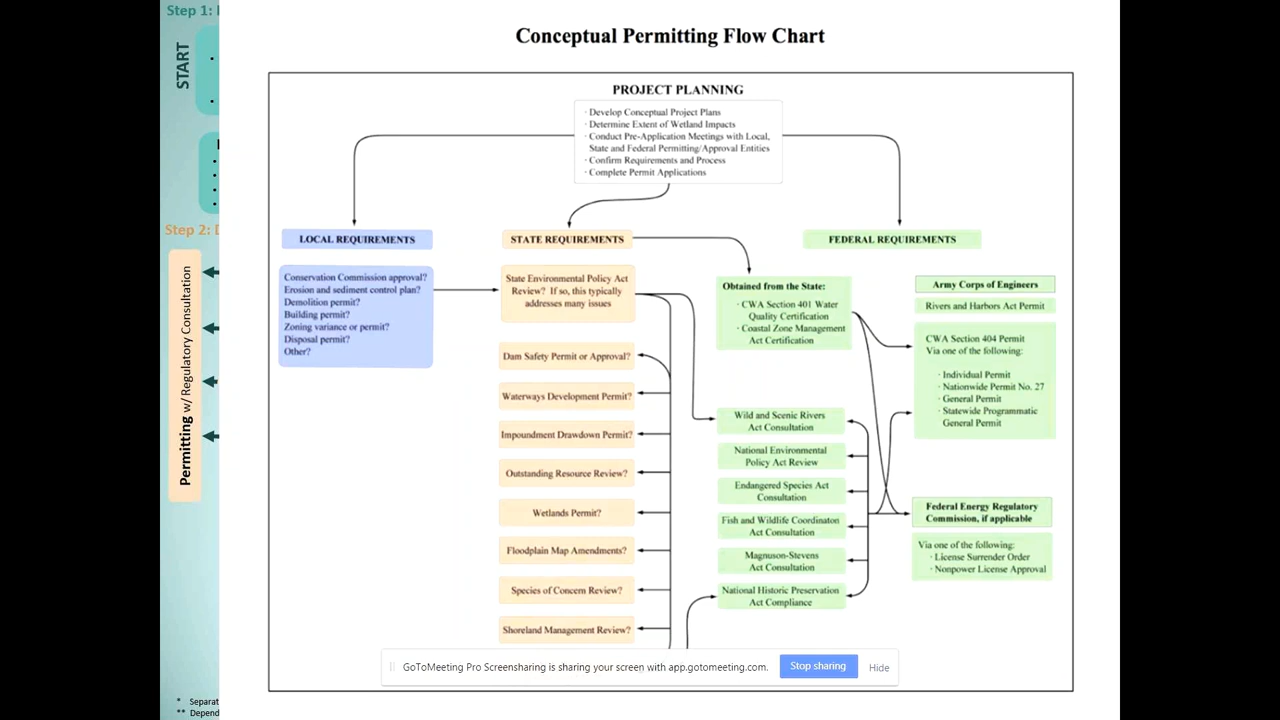 Step 1:
START
Step 2:
Permitting w/ Regulatory Consultation
* Separat
** Depend
Conceptual Permitting Flow Chart
PROJECT PLANNING
· Develop Conceptual Project Plans
· Determine Extent of Wetland Impacts
· Conduct Pre-Application Meetings with Local,
State and Federal Permitting/Approval Entities
· Confirm Requirements and Process
· Complete Permit Applications
LOCAL REQUIREMENTS
Conservation Commission approval?
Erosion and sediment control plan?
Demolition permit?
Building permit?
Zoning variance or permit?
Disposal permit?
Other?
STATE REQUIREMENTS
State Environmental Policy Act
Review? If so, this typically
addresses many issues
Dam Safety Permit or Approval?
Waterways Development Permit?
Impoundment Drawdown Permit?
Outstanding Resource Review?
Wetlands Permit?
Floodplain Map Amendments?
Species of Concern Review?
Shoreland Management Review?
FEDERAL REQUIREMENTS
Obtained from the State:
· CWA Section 401 Water
Quality Certification
· Coastal Zone Management
Act Certification
Wild and Scenic Rivers
Act Consultation
National Environmental
Policy Act Review
Endangered Species Act
Consultation
Fish and Wildlife Coordinaton
Act Consultation
Magnuson-Stevens
Act Consultation
National Historic Preservation
Act Compliance
Army Corps of Engineers
Rivers and Harbors Act Permit
CWA Section 404 Permit
Via one of the following:
· Individual Permit
· Nationwide Permit No. 27
· General Permit
· Statewide Programmatic
General Permit
Federal Energy Regulatory
Commission, if applicable
Via one of the following:
· License Surrender Order
· Nonpower License Approval
GoToMeeting Pro Screensharing is sharing your screen with app.gotomeeting.com.
Stop sharing
Hide